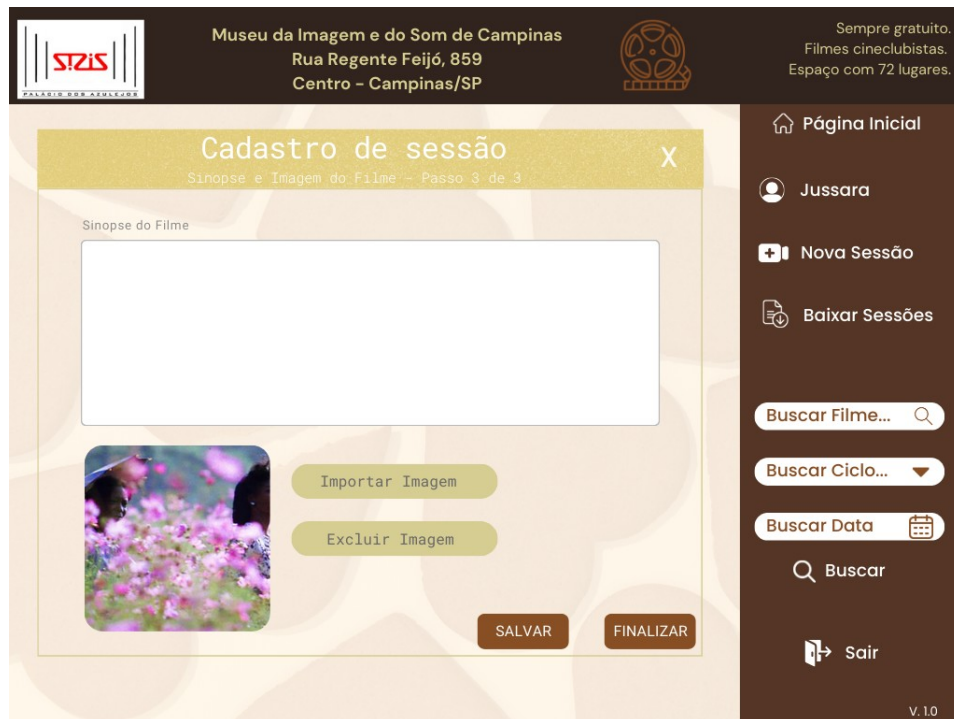 PALÁCIO DOS AZULEJOS
Museu da Imagem e do Som de Campinas
Rua Regente Feijó, 859
Centro - Campinas/SP
Sempre gratuito.
Filmes cineclubistas.
Espaço com 72 lugares.
Cadastro de sessão
X
Sinopse e Imagem do Filme - Passo 3 de 3
Sinopse do Filme
Importar Imagem
Excluir Imagem
SALVAR
FINALIZAR
Página Inicial
Jussara
Nova Sessão
Baixar Sessões
Buscar Filme...
Buscar Ciclo...
Buscar Data
Buscar
Sair
V. 1.0